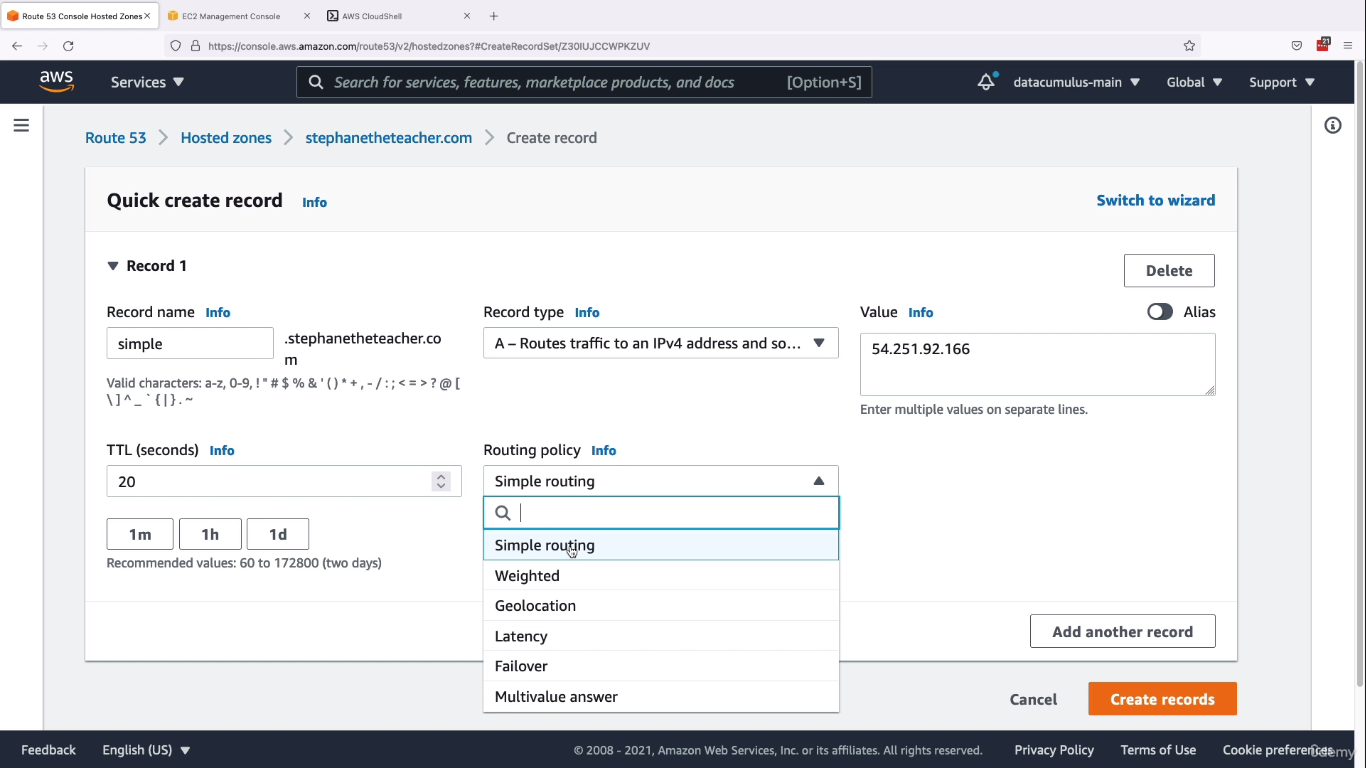 Route 53 Console Hosted Zones
EC2 Management Console
AWS CloudShell
https://console.aws.amazon.com/route53/v2/hostedzones?#CreateRecordSet/Z30IUJCCWPKZUV
21
aws
Services
Search for services, features, marketplace products, and docs
[Option+S]
datacumulus-main
Global
Support
Route 53
Hosted zones
stephanetheteacher.com
Create record
Quick create record
Info
Switch to wizard
Record 1
Delete
Record name Info
simple
.stephanetheteacher.co
m
Valid characters: a-z, 0-9, ! " # $ % & ' ( ) * + , - / : ; < = > ? @ [
\ ] ^ _ ` { | } . ~
Record type Info
A – Routes traffic to an IPv4 address and so...
Value Info
Alias
54.251.92.166
Enter multiple values on separate lines.
TTL (seconds) Info
20
1m
1h
1d
Recommended values: 60 to 172800 (two days)
Routing policy Info
Simple routing
Simple routing
Weighted
Geolocation
Latency
Failover
Multivalue answer
Add another record
Cancel
Create records
Feedback
English (US)
© 2008 - 2021, Amazon Web Services, Inc. or its affiliates. All rights reserved.
Privacy Policy
Terms of Use
Cookie preferences
Udemy